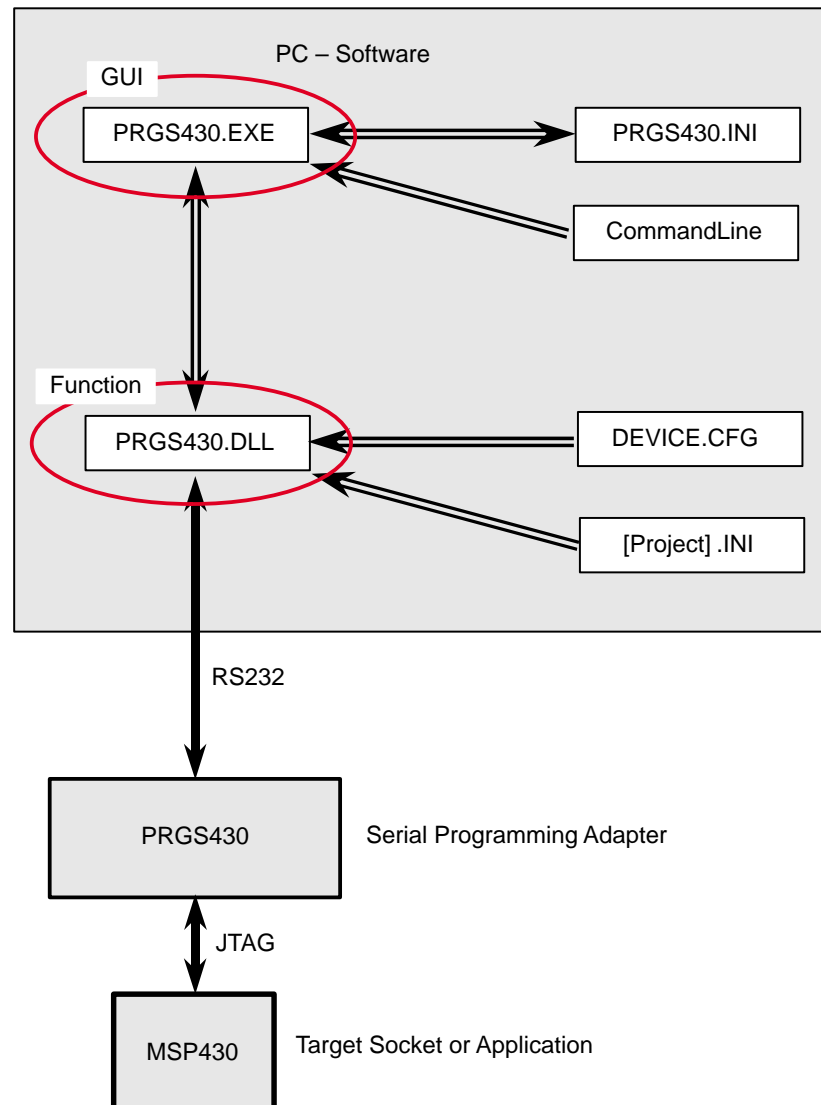 PC – Software
GUI
PRGS430.EXE
PRGS430.INI
CommandLine
Function
PRGS430.DLL
DEVICE.CFG
[Project] .INI
RS232
PRGS430
Serial Programming Adapter
JTAG
MSP430
Target Socket or Application